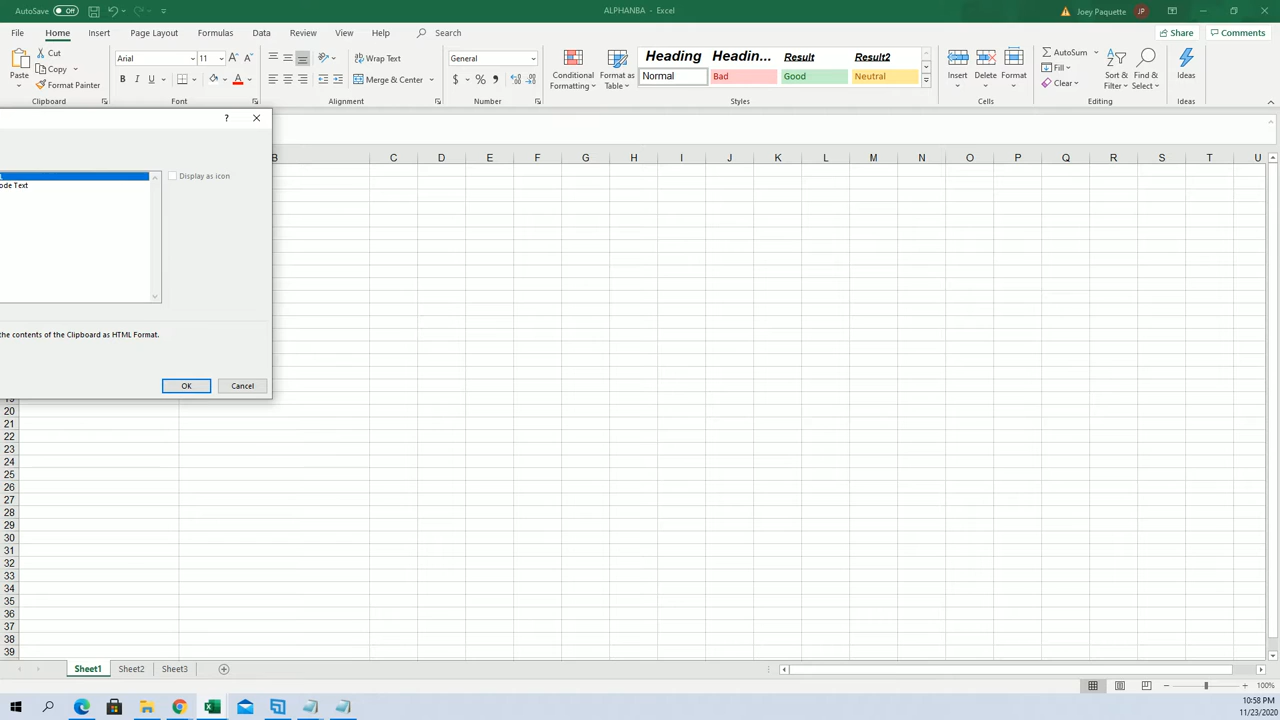 AutoSave Off ALPHANBA - Excel Joey Paquette JP
File Home Insert Page Layout Formulas Data Review View Help Search Share Comments
Paste Cut Copy Format Painter Clipboard
Arial 11 B I U A Font
Wrap Text Merge & Center Alignment
General $ % Number
Conditional Formatting Format as Table
Heading Headin... Result Result2
Normal Bad Good Neutral
Styles
Insert Delete Format Cells
AutoSum Fill Clear Sort & Filter Find & Select Editing
Ideas Ideas
? 
B C D E F G H I J K L M N O P Q R S T U
Display as icon
ode Text
the contents of the Clipboard as HTML Format.
OK Cancel
19
20
21
22
23
24
25
26
27
28
29
30
31
32
33
34
35
36
37
38
39
Sheet1 Sheet2 Sheet3
100%
10:58 PM
11/23/2020